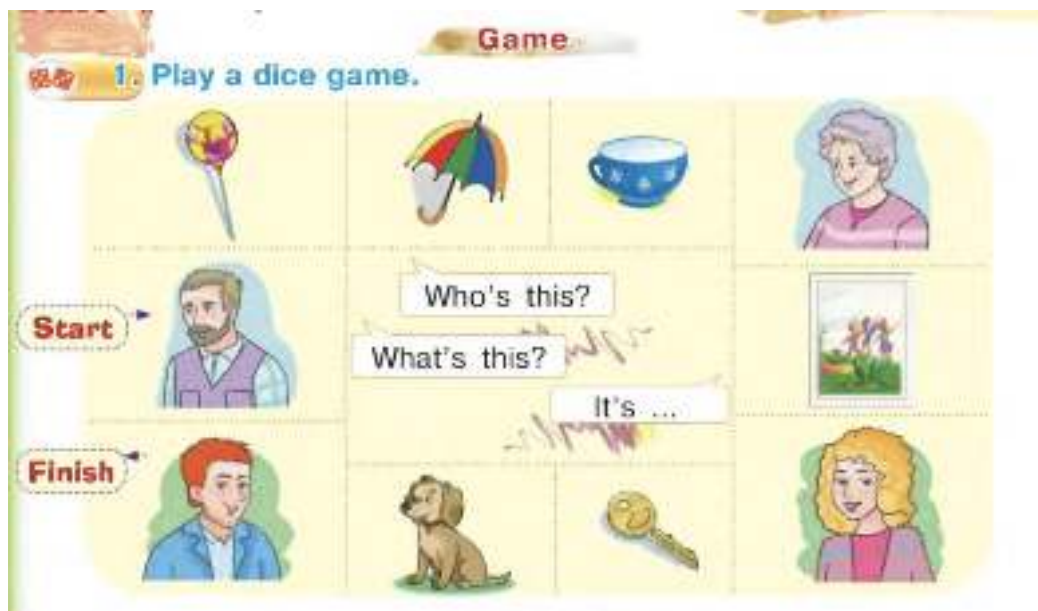 Game
1. Play a dice game.
Who's this?
Start
What's this?
It's ...
Finish